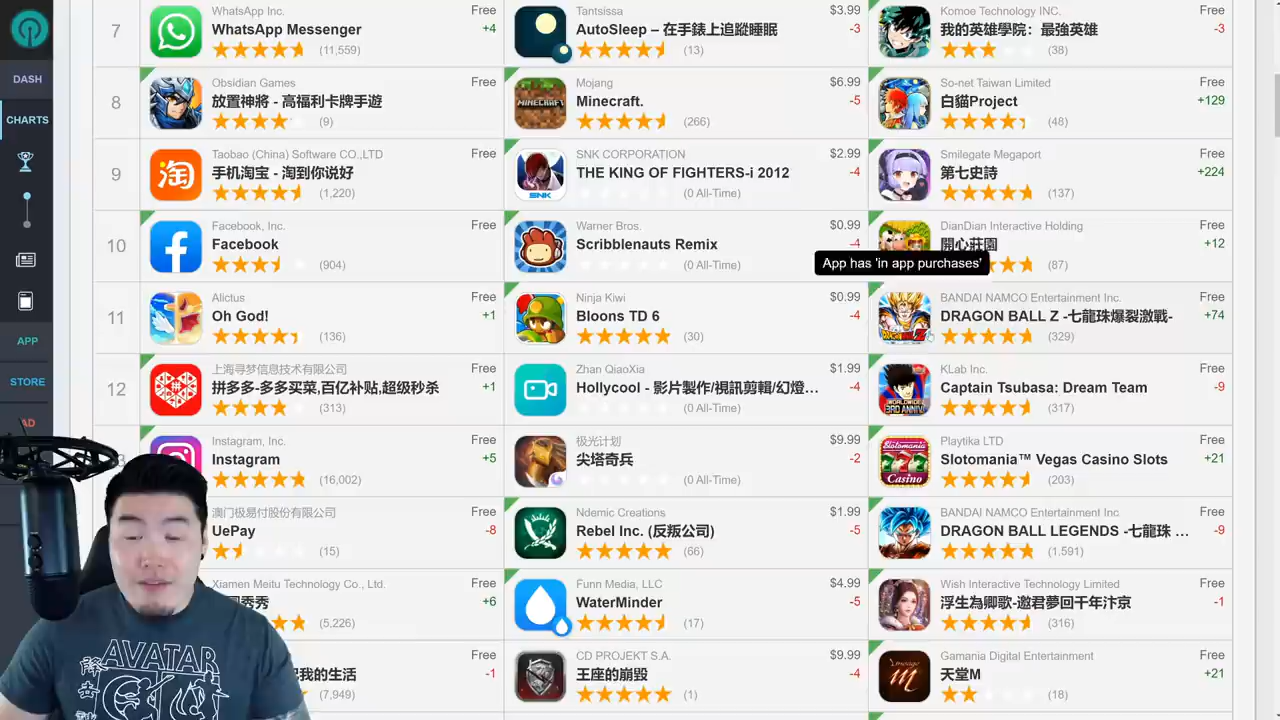 DASH
CHARTS
APP
STORE
AD
7
WhatsApp Inc.
Free
WhatsApp Messenger
+4
(11,559)
Tantsissa
$3.99
AutoSleep – 在手錶上追蹤睡眠
-3
(13)
Komoe Technology INC.
Free
我的英雄學院：最強英雄
-3
(38)
8
Obsidian Games
Free
放置神將 - 高福利卡牌手遊
(9)
Mojang
$6.99
MINECRAFT
Minecraft.
-5
(266)
So-net Taiwan Limited
Free
白貓Project
+129
(48)
9
Taobao (China) Software CO.,LTD
Free
淘
手机淘宝 - 淘到你说好
(1,220)
SNK CORPORATION
$2.99
THE KING OF FIGHTERS-i 2012
-4
SNK
(0 All-Time)
Smilegate Megaport
Free
第七史詩
+224
(137)
10
Facebook, Inc.
Free
Facebook
(904)
Warner Bros.
$0.99
Scribblenauts Remix
-4
(0 All-Time)
DianDian Interactive Holding
Free
開心莊園
+12
(87)
App has 'in app purchases'
11
Alictus
Free
Oh God!
+1
(136)
Ninja Kiwi
$0.99
Bloons TD 6
-4
(30)
BANDAI NAMCO Entertainment Inc.
Free
DRAGON BALL Z -七龍珠爆裂激戰-
+74
(329)
12
上海寻梦信息技术有限公司
Free
拼多多-多多买菜,百亿补贴,超级秒杀
+1
(313)
Zhan QiaoXia
$1.99
Hollycool - 影片製作/視訊剪輯/幻燈…
(0 All-Time)
KLab Inc.
Free
Captain Tsubasa: Dream Team
WORLDWIDE
3RD ANNIV
(317)
Instagram, Inc.
Free
Instagram
+5
(16,002)
极光计划
$9.99
尖塔奇兵
-2
(0 All-Time)
Playtika LTD
Free
Slotomania
Slotomania™ Vegas Casino Slots
+21
Casino
(203)
澳门极易付股份有限公司
Free
UePay
-8
(15)
Ndemic Creations
$1.99
Rebel Inc. (反叛公司)
-5
(66)
BANDAI NAMCO Entertainment Inc.
Free
DRAGON BALL LEGENDS -七龍珠 …
(1,591)
Xiamen Meitu Technology Co., Ltd.
Free
秀秀
+6
(5,226)
Funn Media, LLC
$4.99
WaterMinder
-5
(17)
Wish Interactive Technology Limited
Free
浮生為卿歌-邀君夢回千年汴京
-1
(316)
Free
我的生活
-1
(7,949)
CD PROJEKT S.A.
$9.99
王座的崩毀
-4
(1)
Gamania Digital Entertainment
Free
天堂M
+21
(18)
AVATAR